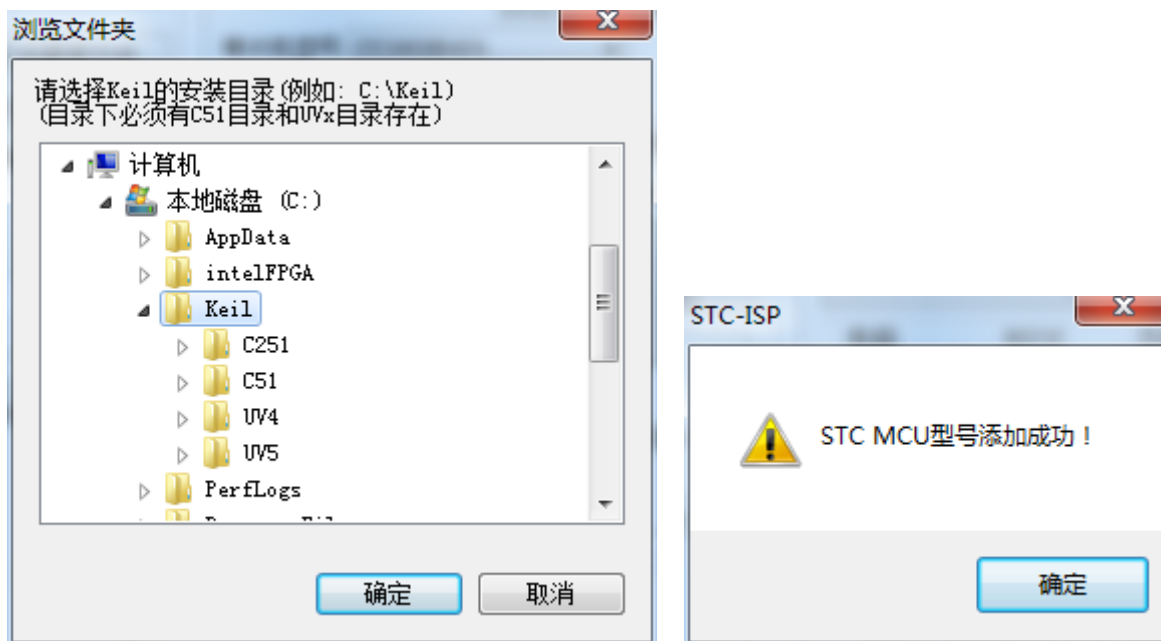 浏览文件夹
请选择Keil的安装目录(例如: C:\Keil)
(目录下必须有C51目录和UVx目录存在)
计算机
本地磁盘 (C:)
AppData
intelFPGA
Keil
C251
C51
UV4
UV5
PerfLogs
确定
取消
STC-ISP
STC MCU型号添加成功！
确定